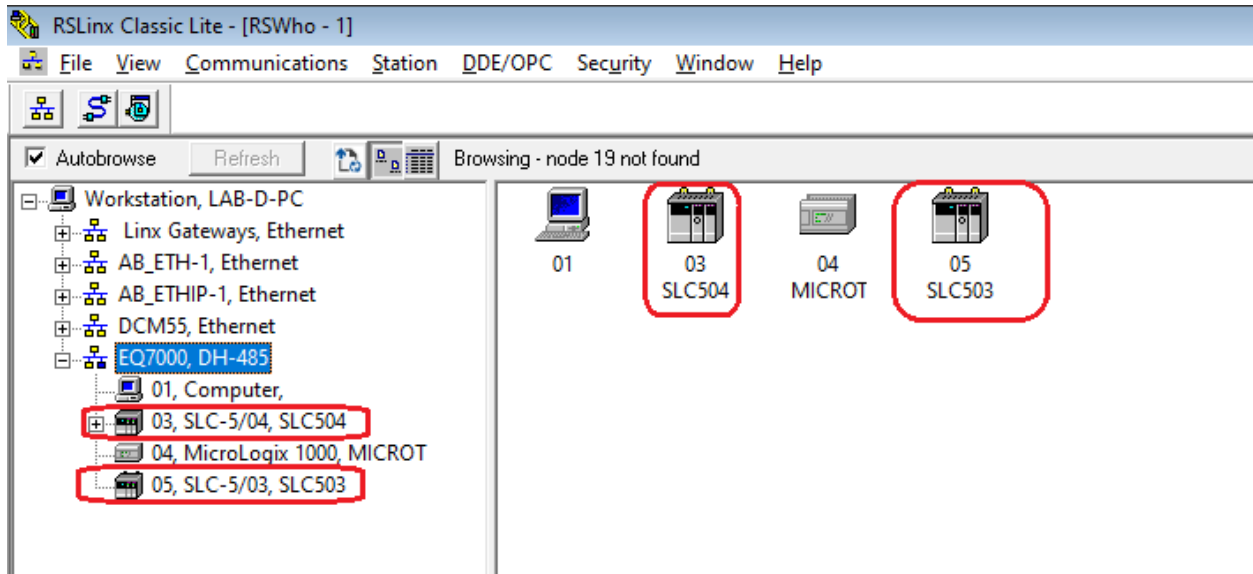 RSLinx Classic Lite - [RSWho - 1]
File View Communications Station DDE/OPC Security Window Help
Autobrowse Refresh Browsing - node 19 not found
Workstation, LAB-D-PC
Linx Gateways, Ethernet
AB_ETH-1, Ethernet
AB_ETHIP-1, Ethernet
DCM55, Ethernet
EQ7000, DH-485
01, Computer,
03, SLC-5/04, SLC504
04, MicroLogix 1000, MICROT
05, SLC-5/03, SLC503
01 03 04 05
SLC504 MICROT SLC503